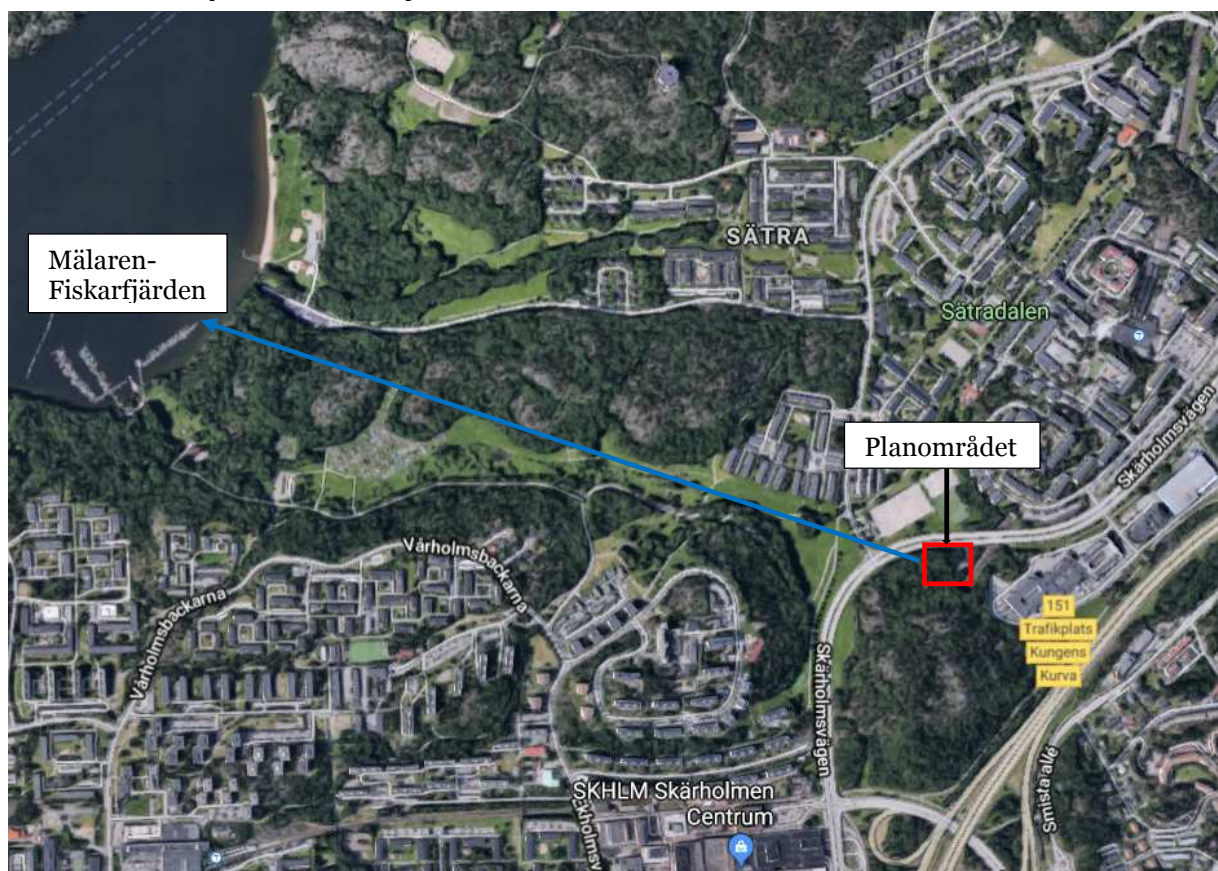 SÄTRA
Mälaren-
Fiskarfjärden
Sätradalen
Planområdet
Skärholmsvägen
Vårholmsbackarna
Vårholmsbackarna
151
Trafikplats
Kungens
Kurva
Skärholmsvägen
Smista allé
SKHLM Skärholmen
Centrum